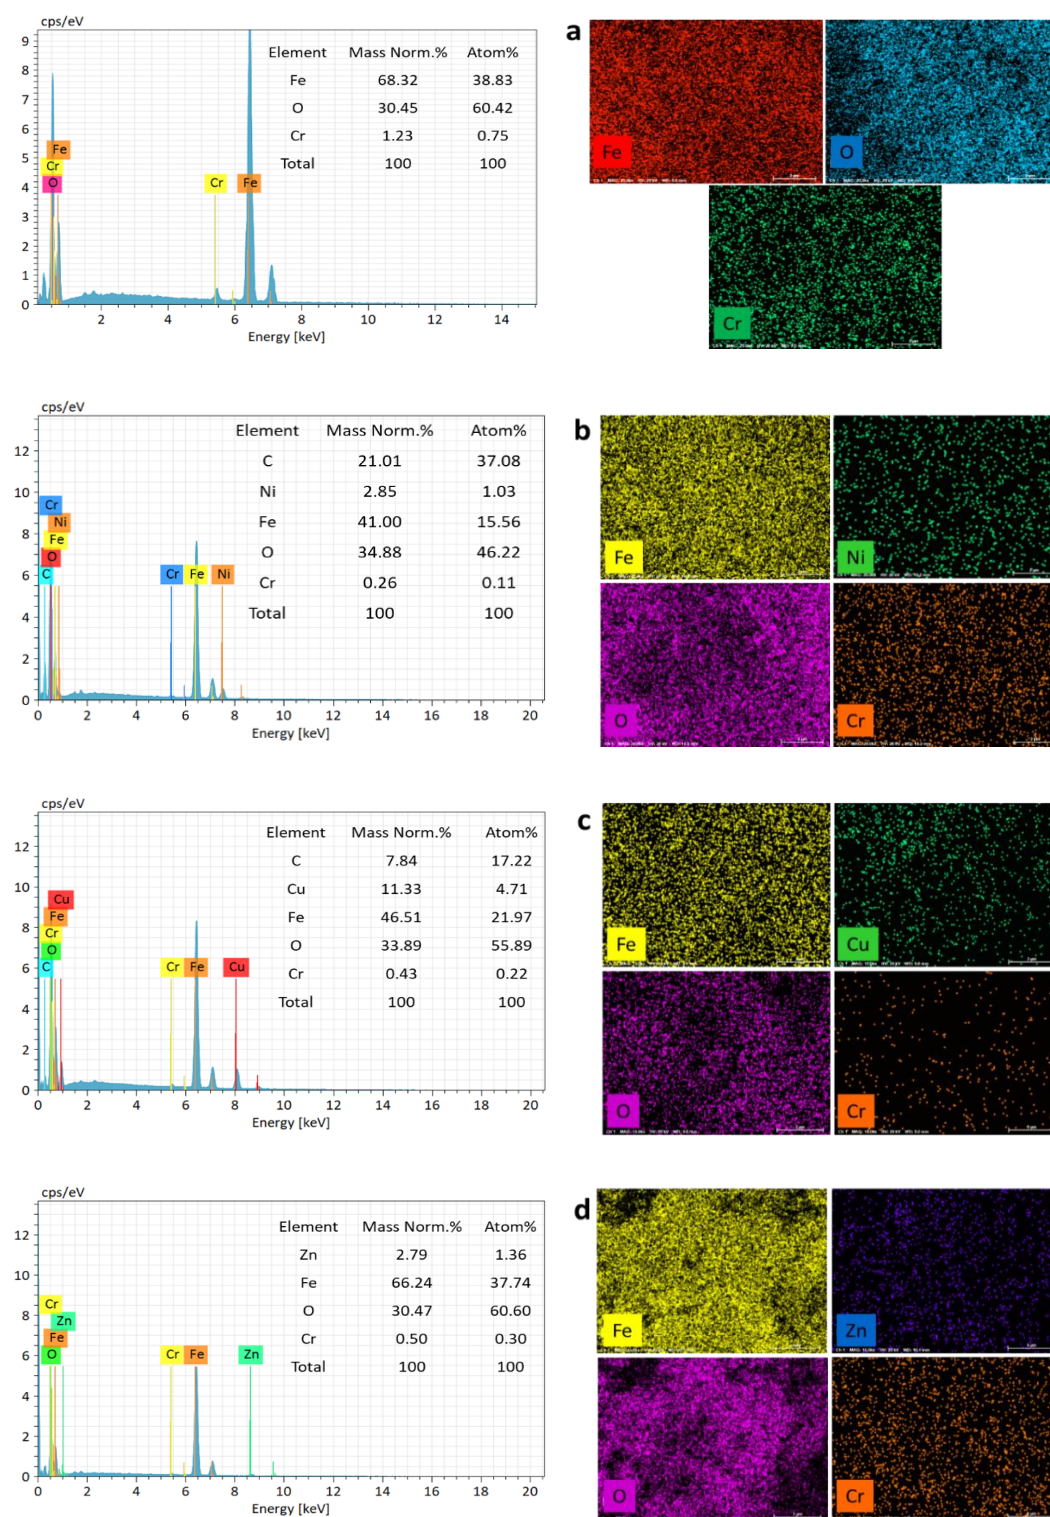 cps/eV
Element Mass Norm.% Atom%
Fe 68.32 38.83
O 30.45 60.42
Cr 1.23 0.75
Total 100 100
9
8
7
6
5
4
3
2
1
0
Fe
Cr
O
Cr
Fe
2 4 6 8 10 12 14
Energy [keV]
a
Fe
O
Cr
cps/eV
Element Mass Norm.% Atom%
C 21.01 37.08
Ni 2.85 1.03
Fe 41.00 15.56
O 34.88 46.22
Cr 0.26 0.11
Total 100 100
12
10
8
6
4
2
0
Cr
Ni
Fe
O
C
Cr Fe Ni
0 2 4 6 8 10 12 14 16 18 20
Energy [keV]
b
Fe
Ni
O
Cr
cps/eV
Element Mass Norm.% Atom%
C 7.84 17.22
Cu 11.33 4.71
Fe 46.51 21.97
O 33.89 55.89
Cr 0.43 0.22
Total 100 100
12
10
8
6
4
2
0
Cu
Fe
Cr
O
C
Cr Fe Cu
0 2 4 6 8 10 12 14 16 18 20
Energy [keV]
c
Fe
Cu
O
Cr
cps/eV
Element Mass Norm.% Atom%
Zn 2.79 1.36
Fe 66.24 37.74
O 30.47 60.60
Cr 0.50 0.30
Total 100 100
12
10
8
6
4
2
0
Cr
Zn
Fe
O
Cr Fe Zn
0 2 4 6 8 10 12 14 16 18 20
Energy [keV]
d
Fe
Zn
O
Cr